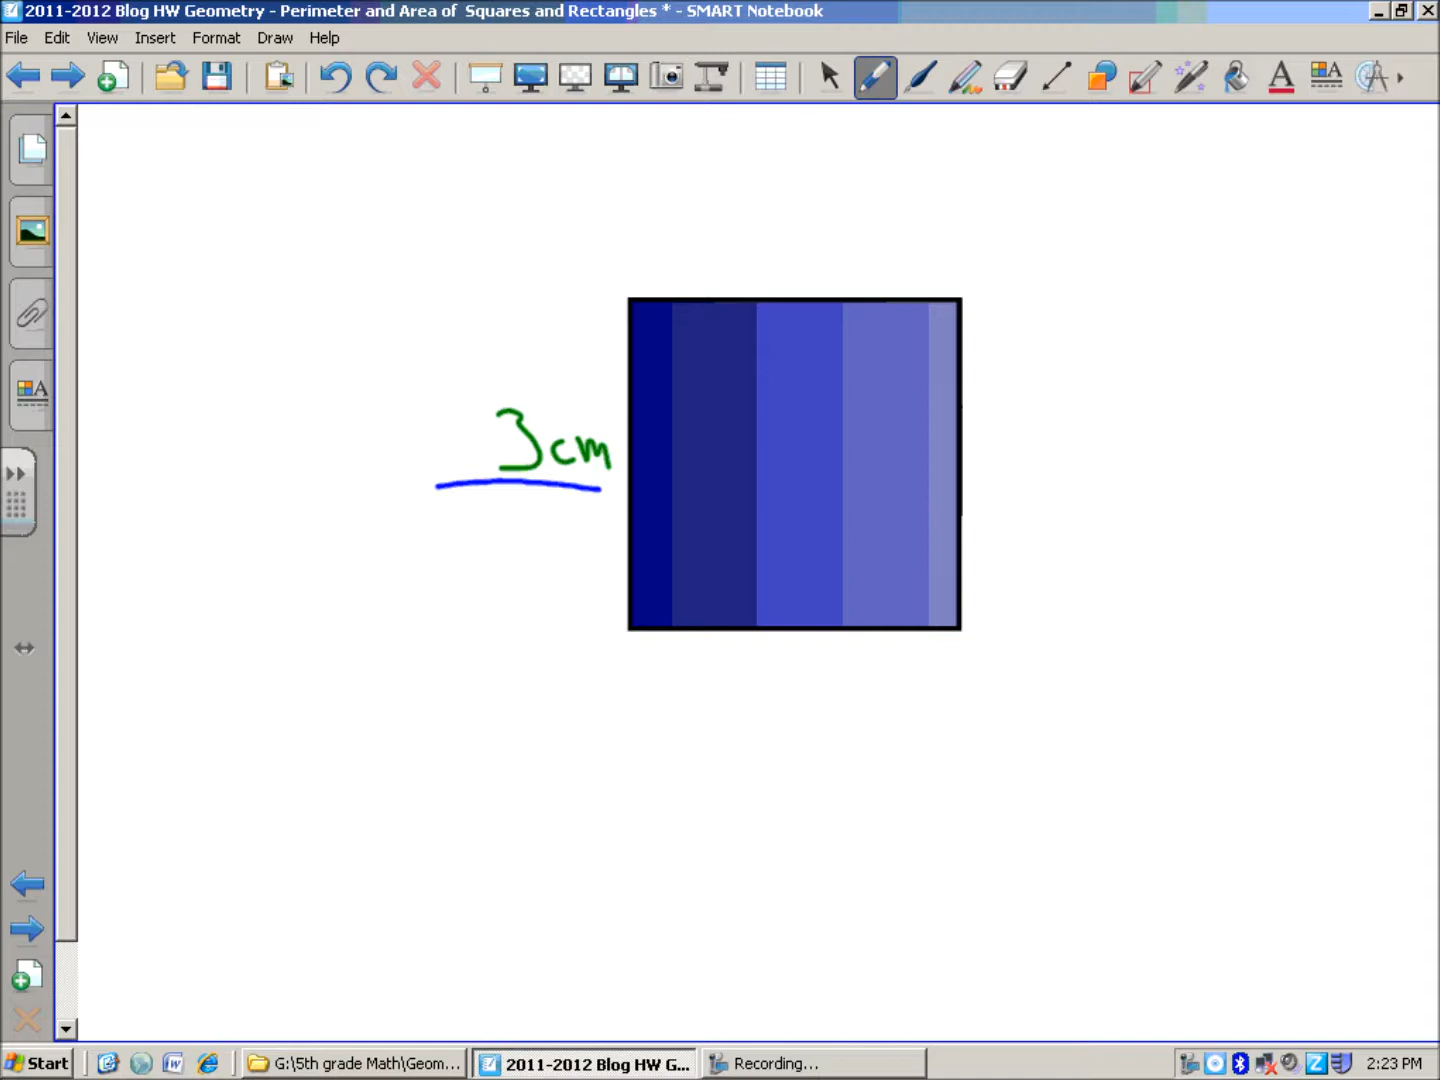 2011-2012 Blog HW Geometry - Perimeter and Area of Squares and Rectangles * - SMART Notebook
File Edit View Insert Format Draw Help
3cm
Start G:\5th grade Math\Geom... 2011-2012 Blog HW G... Recording... 2:23 PM